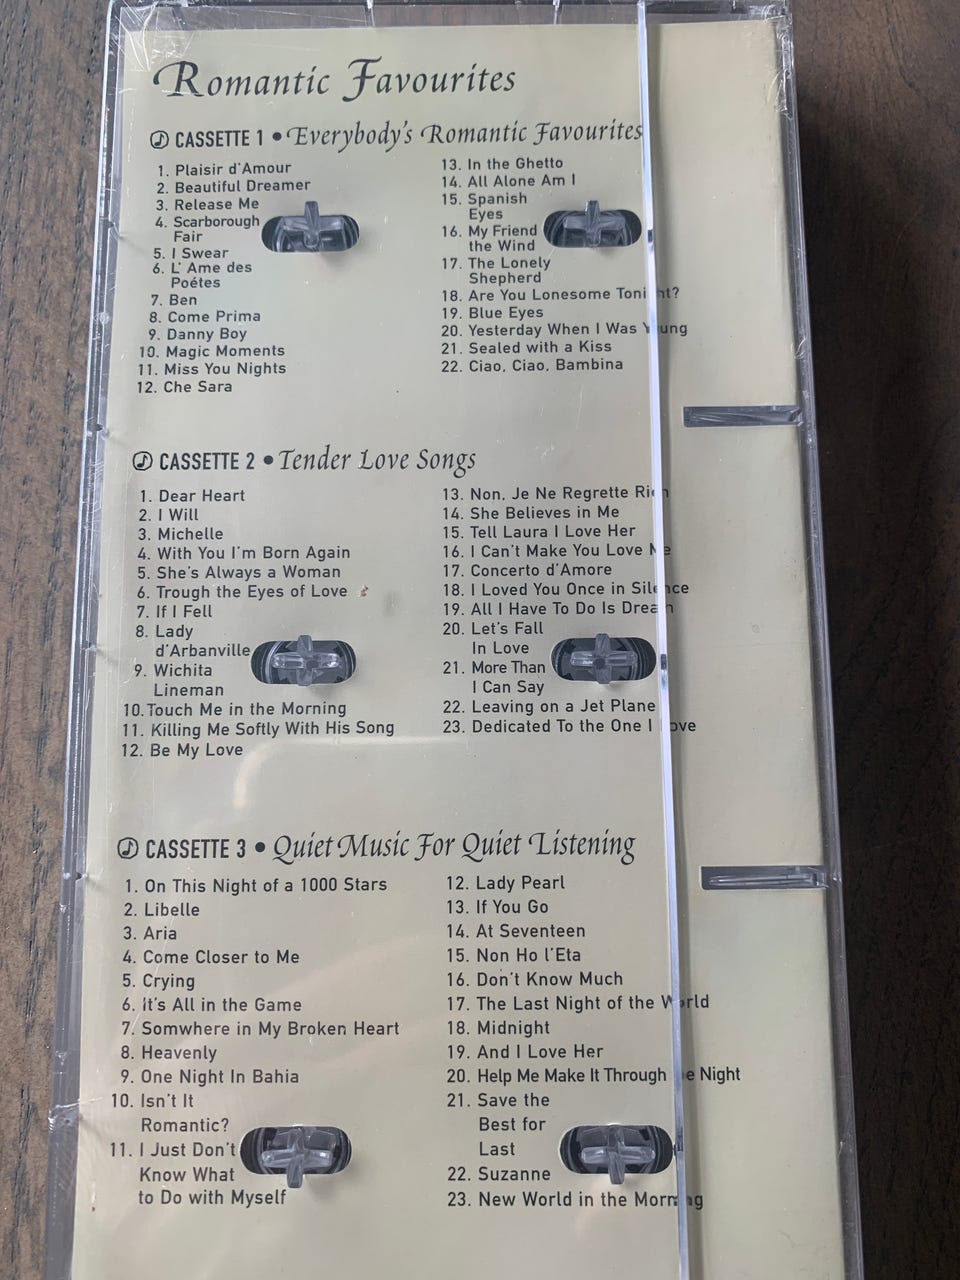 Romantic Favourites
CASSETTE 1 • Everybody's Romantic Favourites
1. Plaisir d'Amour
2. Beautiful Dreamer
3. Release Me
4. Scarborough
Fair
5. I Swear
6. L' Ame des
Poétes
7. Ben
8. Come Prima
9. Danny Boy
10. Magic Moments
11. Miss You Nights
12. Che Sara
13. In the Ghetto
14. All Alone Am I
15. Spanish
Eyes
16. My Friend
the Wind
17. The Lonely
Shepherd
18. Are You Lonesome Tonight?
19. Blue Eyes
20. Yesterday When I Was Young
21. Sealed with a Kiss
22. Ciao, Ciao, Bambina
CASSETTE 2 • Tender Love Songs
1. Dear Heart
2. I Will
3. Michelle
4. With You I'm Born Again
5. She's Always a Woman
6. Trough the Eyes of Love
7. If I Fell
8. Lady
d'Arbanville
9. Wichita
Lineman
10. Touch Me in the Morning
11. Killing Me Softly With His Song
12. Be My Love
13. Non, Je Ne Regrette Rien
14. She Believes in Me
15. Tell Laura I Love Her
16. I Can't Make You Love Me
17. Concerto d'Amore
18. I Loved You Once in Silence
19. All I Have To Do Is Dream
20. Let's Fall
In Love
21. More Than
I Can Say
22. Leaving on a Jet Plane
23. Dedicated To the One I Love
CASSETTE 3 • Quiet Music For Quiet Listening
1. On This Night of a 1000 Stars
2. Libelle
3. Aria
4. Come Closer to Me
5. Crying
6. It's All in the Game
7. Somwhere in My Broken Heart
8. Heavenly
9. One Night In Bahia
10. Isn't It
Romantic?
11. I Just Don't
Know What
to Do with Myself
12. Lady Pearl
13. If You Go
14. At Seventeen
15. Non Ho l'Eta
16. Don't Know Much
17. The Last Night of the World
18. Midnight
19. And I Love Her
20. Help Me Make It Through the Night
21. Save the
Best for
Last
22. Suzanne
23. New World in the Morning